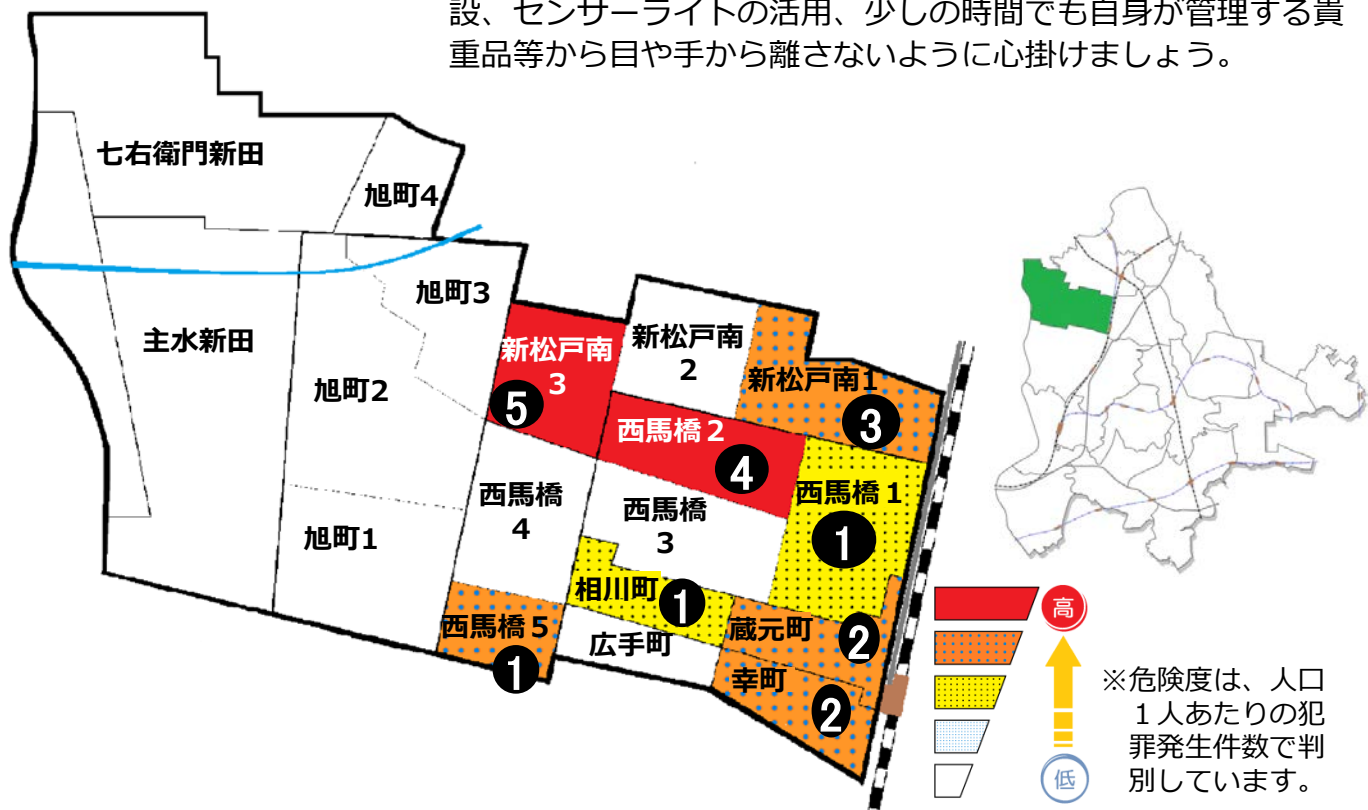 設、センサーライトの活用、少しの時間でも自身が管理する貴
重品等から目や手から離さないように心掛けましょう。
七右衛門新田
旭町4
旭町3
主水新田
旭町2
旭町1
新松戸南
3
5
新松戸南
2
新松戸南1
3
西馬橋２
4
西馬橋１
1
西馬橋
4
西馬橋
3
相川町
1
西馬橋５
1
広手町
蔵元町
2
幸町
2
高
低
※危険度は、人口
１人あたりの犯
罪発生件数で判
別しています。